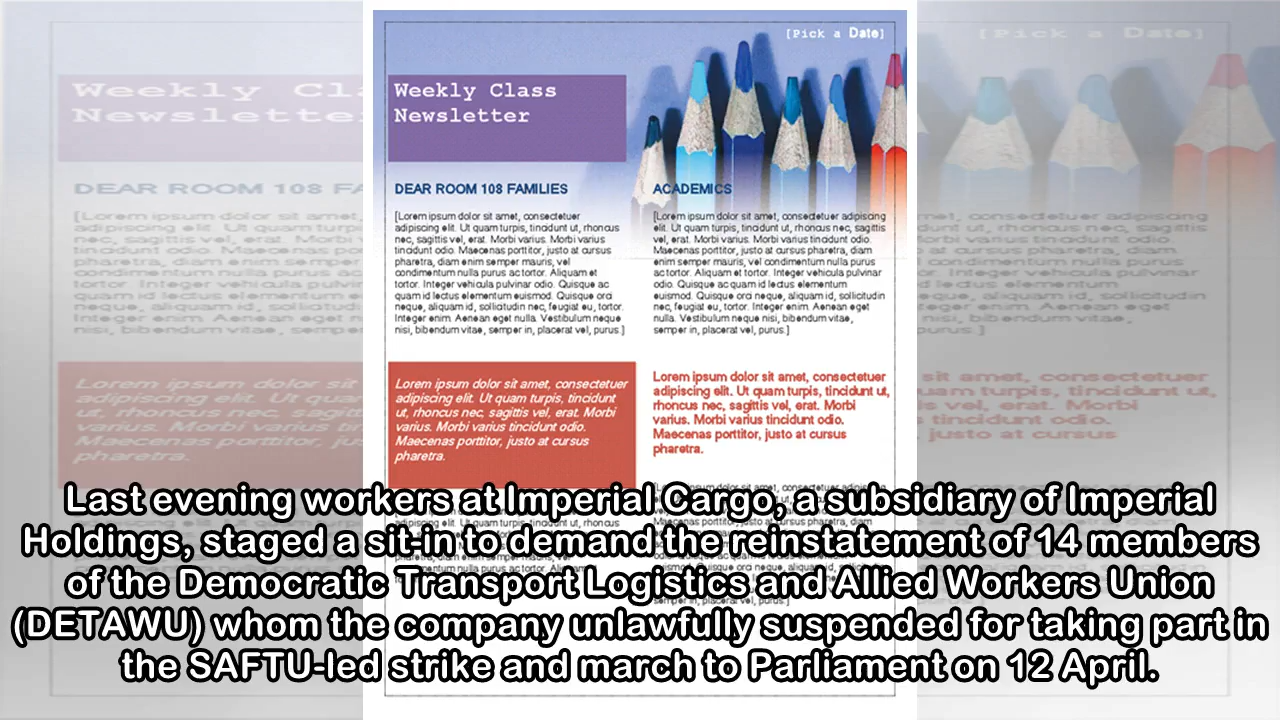 [Pick a Date]
Weekly Class
Newsletter
DEAR ROOM 108 FAMILIES
[Lorem ipsum dolor sit amet, consectetuer
adipiscing elit. Ut quam turpis, tincidunt ut, rhoncus
nec, sagittis vel, erat. Morbi varius. Morbi varius
tincidunt odio. Maecenas porttitor, justo at cursus
pharetra, diam enim semper mauris, vel
condimentum nulla purus ac tortor. Aliquam et
tortor. Integer vehicula pulvinar odio. Quisque ac
quam id lectus elementum euismod. Quisque orci
neque, aliquam id, sollicitudin nec, feugiat eu, tortor.
Integer enim. Aenean eget nulla. Vestibulum neque
nisi, bibendum vitae, semper in, placerat vel, purus.]
Lorem ipsum dolor sit amet, consectetuer
adipiscing elit. Ut quam turpis, tincidunt
ut, rhoncus nec, sagittis vel, erat. Morbi
varius. Morbi varius tincidunt odio.
Maecenas porttitor, justo at cursus
pharetra.
ACADEMICS
[Lorem ipsum dolor sit amet, consectetuer adipiscing
elit. Ut quam turpis, tincidunt ut, rhoncus nec, sagittis
vel, erat. Morbi varius. Morbi varius tincidunt odio.
Maecenas porttitor, justo at cursus pharetra, diam
enim semper mauris, vel condimentum nulla purus ac
tortor. Aliquam et tortor. Integer vehicula pulvinar
odio. Quisque ac quam id lectus elementum
euismod. Quisque orci neque, aliquam id, sollicitudin
nec, feugiat eu, tortor. Integer enim. Aenean eget
nulla. Vestibulum neque nisi, bibendum vitae,
semper in, placerat vel, purus.]
Lorem ipsum dolor sit amet, consectetuer
adipiscing elit. Ut quam turpis, tincidunt ut,
rhoncus nec, sagittis vel, erat. Morbi
varius. Morbi varius tincidunt odio.
Maecenas porttitor, justo at cursus
pharetra.
Last evening workers at Imperial Cargo, a subsidiary of Imperial
Holdings, staged a sit-in to demand the reinstatement of 14 members
of the Democratic Transport Logistics and Allied Workers Union
(DETAWU) whom the company unlawfully suspended for taking part in
the SAFTU-led strike and march to Parliament on 12 April.